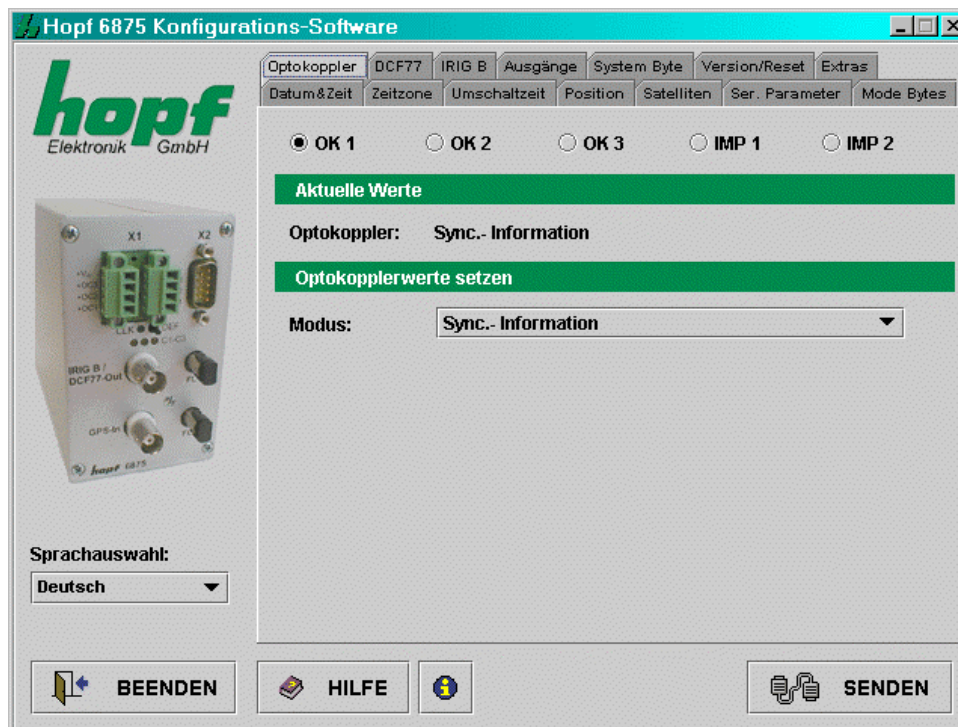 Hopf 6875 Konfigurations-Software
hopf
Elektronik GmbH
Optokoppler DCF77 IRIG B Ausgänge System Byte Version/Reset Extras
Datum&Zeit Zeitzone Umschaltzeit Position Satelliten Ser. Parameter Mode Bytes
OK 1 OK 2 OK 3 IMP 1 IMP 2
Aktuelle Werte
Optokoppler: Sync.- Information
Optokopplerwerte setzen
Modus: Sync.- Information
X1 X2
C1-C3
IRIG B /
DCF77-Out
GPS-In
hopf 6875
Sprachauswahl:
Deutsch
BEENDEN HILFE SENDEN